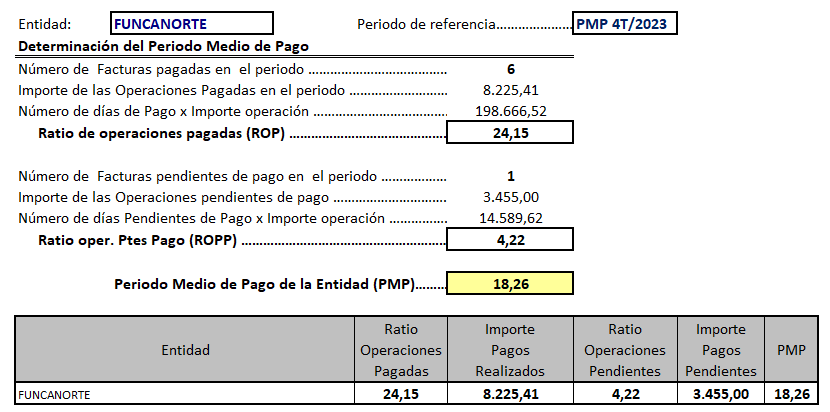 Entidad: FUNCANORTE Periodo de referencia........................ PMP 4T/2023
Determinación del Periodo Medio de Pago
Número de Facturas pagadas en el periodo ........................................ 6
Importe de las Operaciones Pagadas en el periodo ........................... 8.225,41
Número de días de Pago x Importe operación .................................. 198.666,52
Ratio de operaciones pagadas (ROP) ............................................. 24,15
Número de Facturas pendientes de pago en el periodo ..................... 1
Importe de las Operaciones pendientes de pago ................................ 3.455,00
Número de días Pendientes de Pago x Importe operación ................ 14.589,62
Ratio oper. Ptes Pago (ROPP) .......................................................... 4,22
Periodo Medio de Pago de la Entidad (PMP)......... 18,26
Entidad Ratio Operaciones Pagadas Importe Pagos Realizados Ratio Operaciones Pendientes Importe Pagos Pendientes PMP
FUNCANORTE 24,15 8.225,41 4,22 3.455,00 18,26